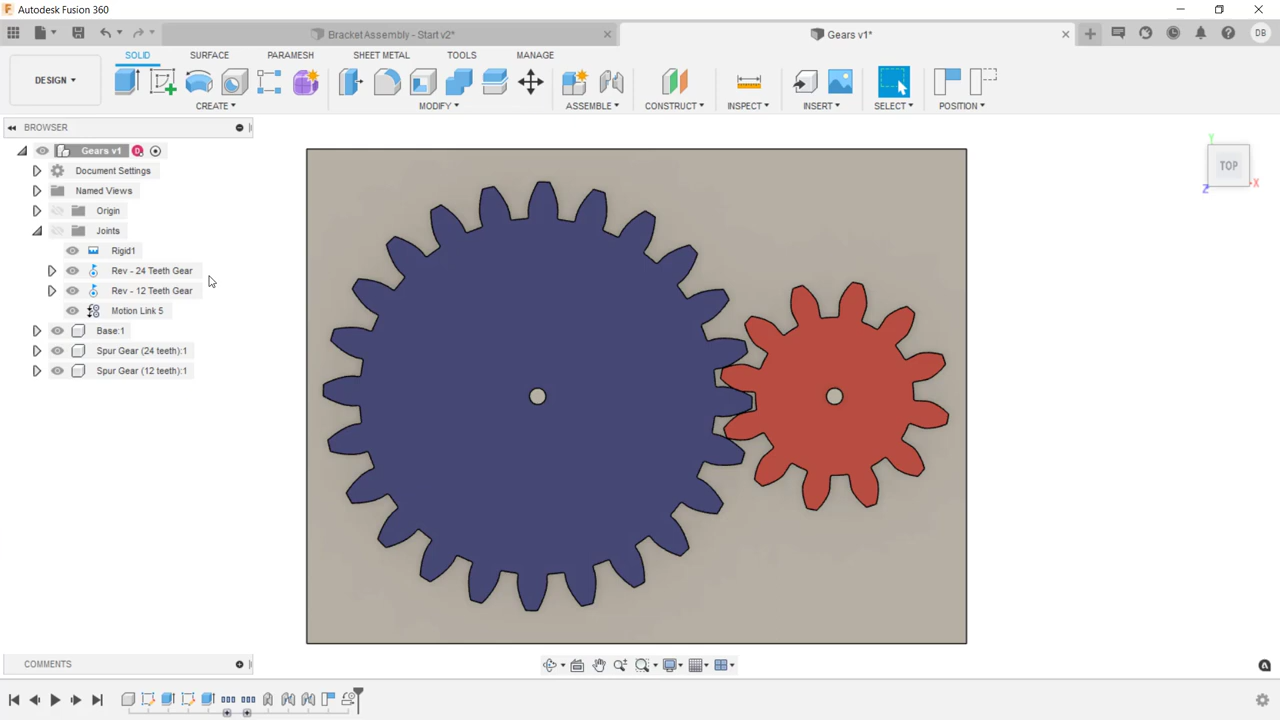 Autodesk Fusion 360
Bracket Assembly - Start v2*
Gears v1*
DB
SOLID
SURFACE
PARAMESH
SHEET METAL
TOOLS
MANAGE
DESIGN
CREATE
MODIFY
ASSEMBLE
CONSTRUCT
INSPECT
INSERT
SELECT
POSITION
BROWSER
Gears v1
D
Document Settings
Named Views
Origin
Joints
Rigid1
Rev - 24 Teeth Gear
Rev - 12 Teeth Gear
Motion Link 5
Base:1
Spur Gear (24 teeth):1
Spur Gear (12 teeth):1
Y
TOP
X
Z
COMMENTS